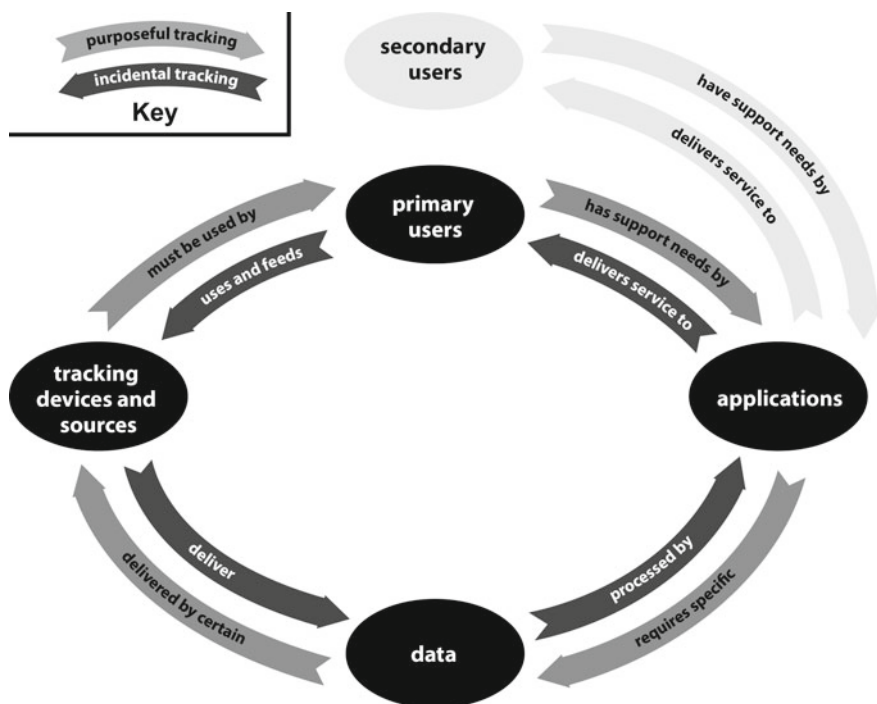 purposeful tracking
incidental tracking
Key
secondary
users
have support needs by
delivers service to
primary
users
must be used by
uses and feeds
has support needs by
delivers service to
tracking
devices and
sources
applications
deliver
delivered by certain
processed by
requires specific
data